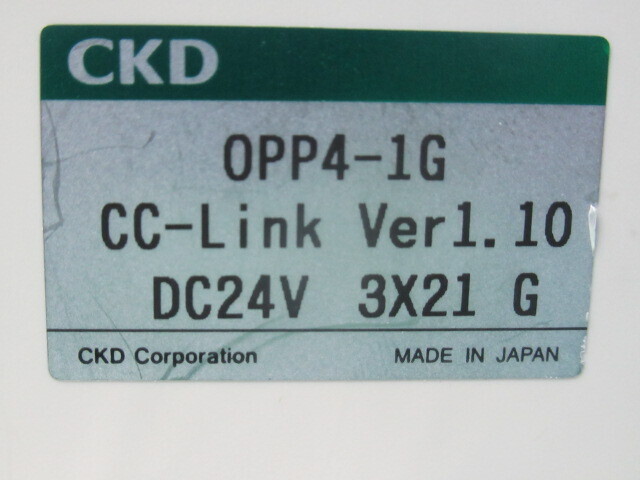 CKD
OPP4-1G
CC-Link Ver1.10
DC24V 3X21 G
CKD Corporation MADE IN JAPAN